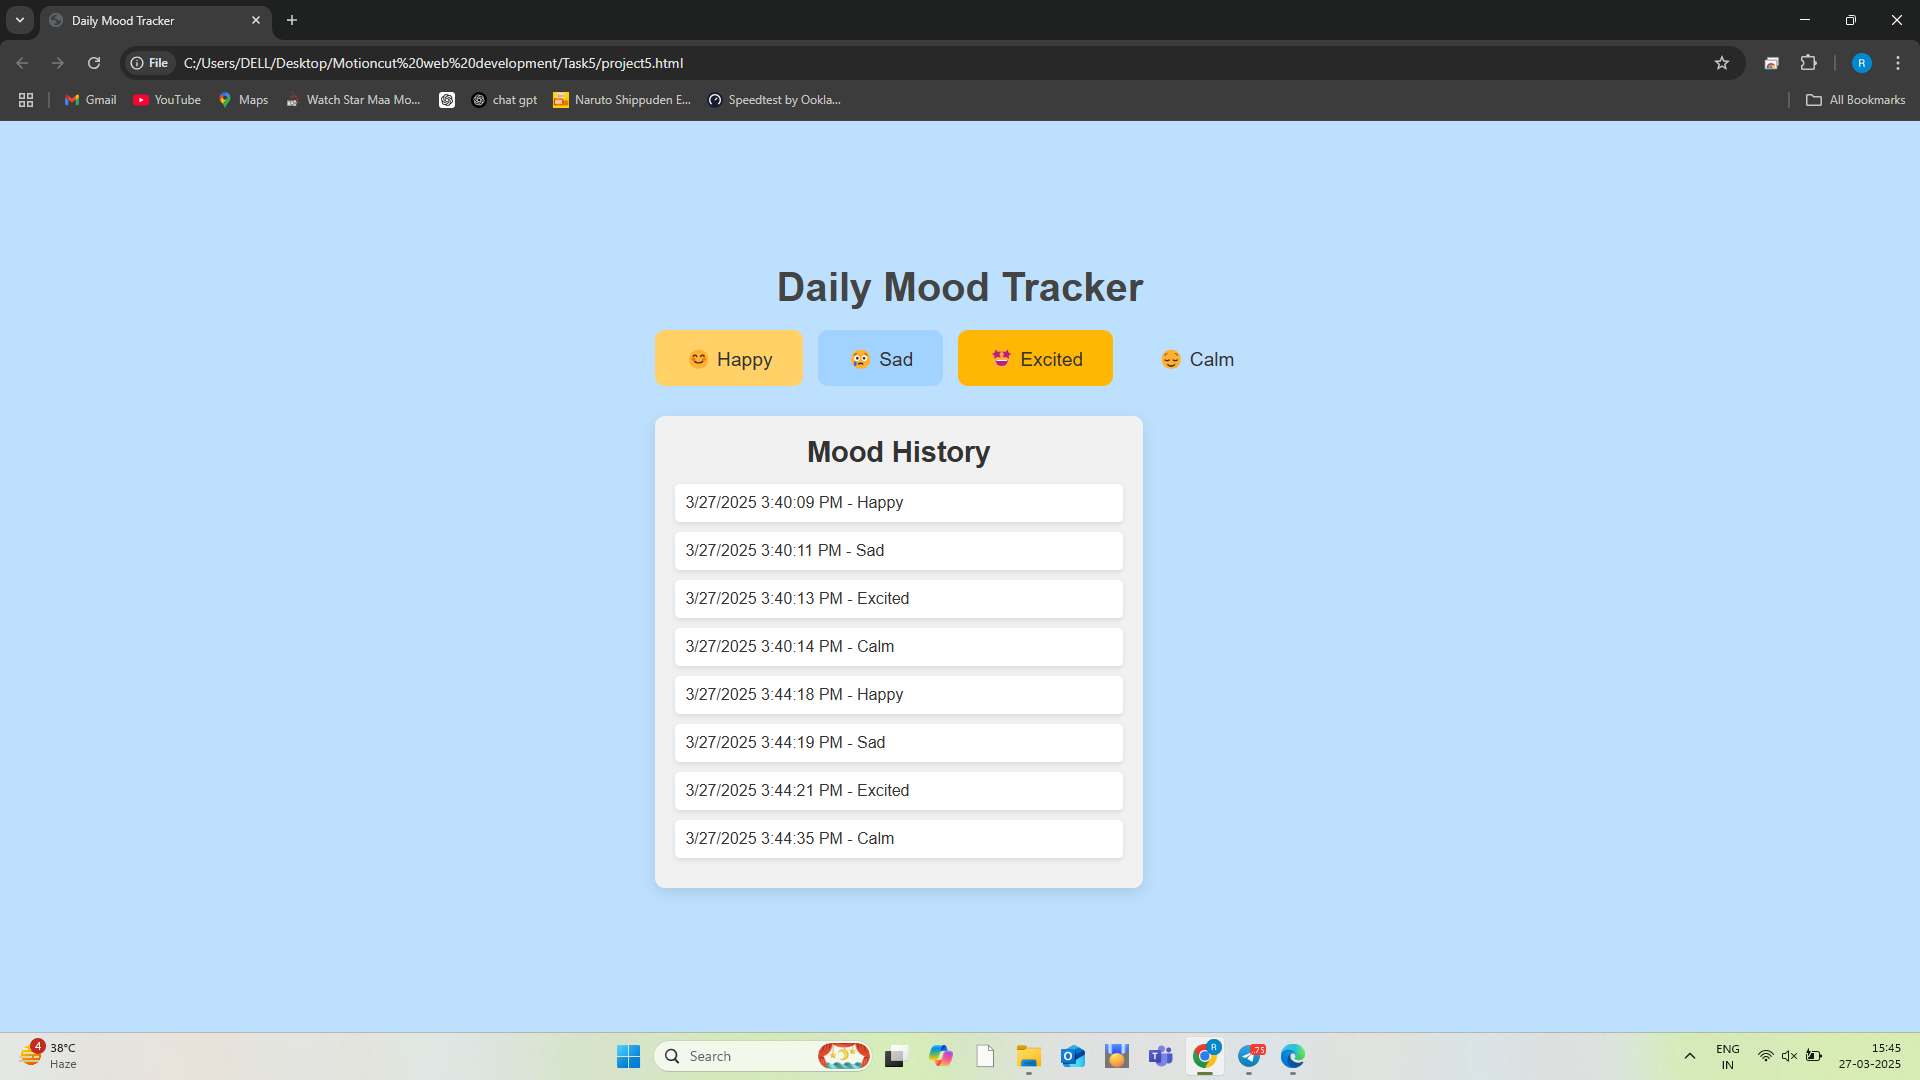 Daily Mood Tracker
File C:/Users/DELL/Desktop/Motioncut%20web%20development/Task5/project5.html R
Gmail YouTube Maps Watch Star Maa Mo... chat gpt Naruto Shippuden E... Speedtest by Ookla... All Bookmarks
Daily Mood Tracker
Happy Sad Excited Calm
Mood History
3/27/2025 3:40:09 PM - Happy
3/27/2025 3:40:11 PM - Sad
3/27/2025 3:40:13 PM - Excited
3/27/2025 3:40:14 PM - Calm
3/27/2025 3:44:18 PM - Happy
3/27/2025 3:44:19 PM - Sad
3/27/2025 3:44:21 PM - Excited
3/27/2025 3:44:35 PM - Calm
4 38°C
Haze
Search
R
ENG
IN
15:45
27-03-2025